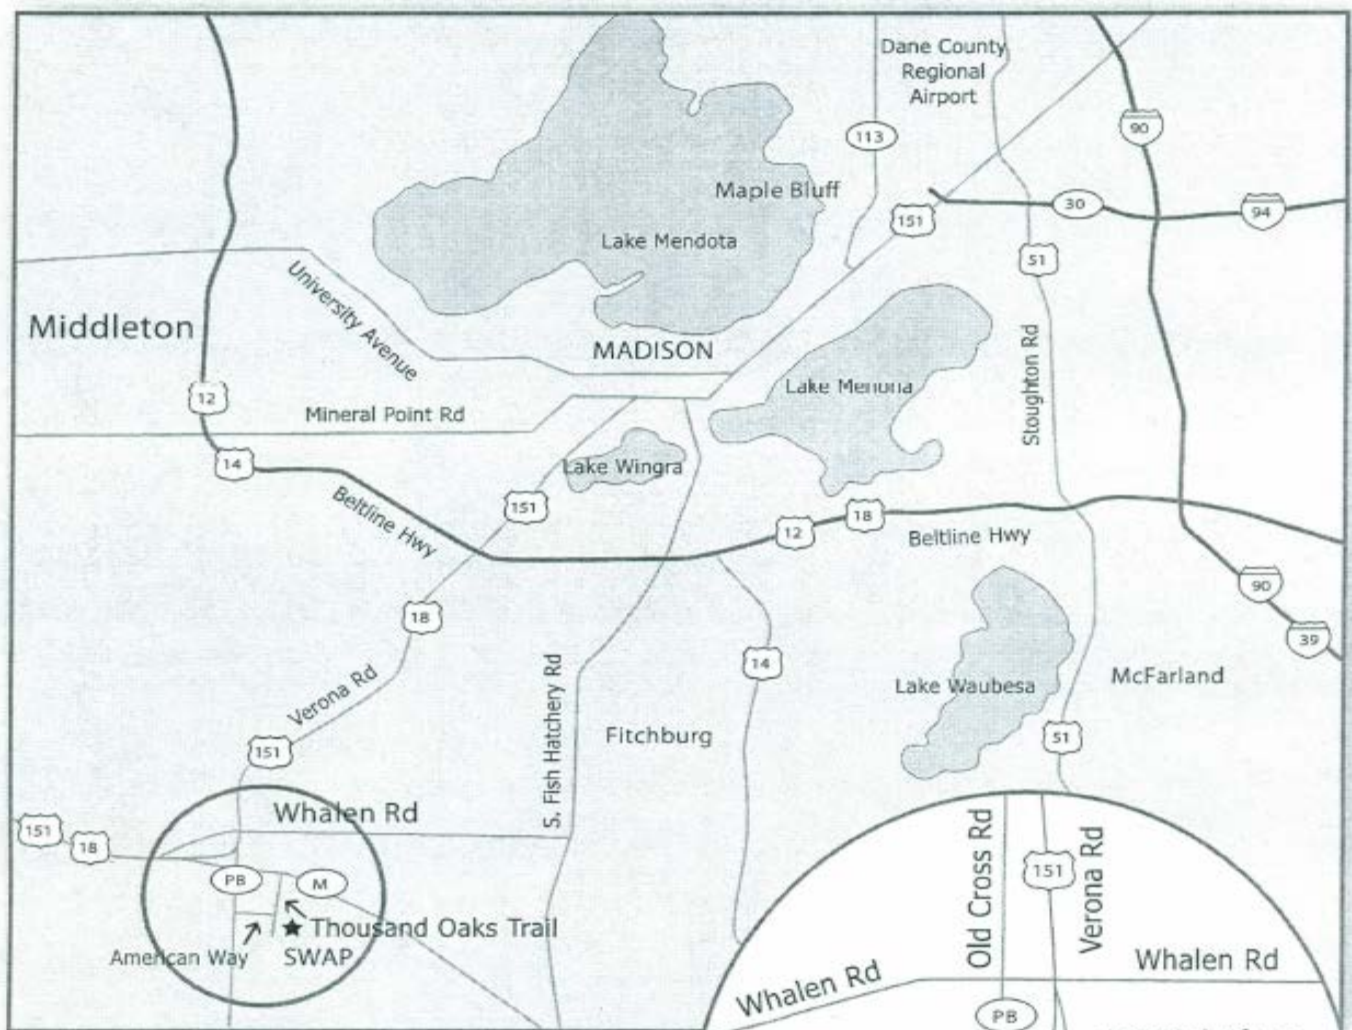 Dane County
Regional
Airport
113
90
Maple Bluff
151
30
94
Lake Mendota
51
University Avenue
Middleton
MADISON
Stoughton Rd
Lake Menona
12
Mineral Point Rd
14
Lake Wingra
Beltline Hwy
151
12
18
Beltline Hwy
90
39
18
14
Lake Waubesa
McFarland
Verona Rd
S. Fish Hatchery Rd
Fitchburg
151
51
Whalen Rd
151
18
PB
M
Thousand Oaks Trail
American Way
SWAP
Old Cross Rd
151
Verona Rd
Whalen Rd
Whalen Rd
PB